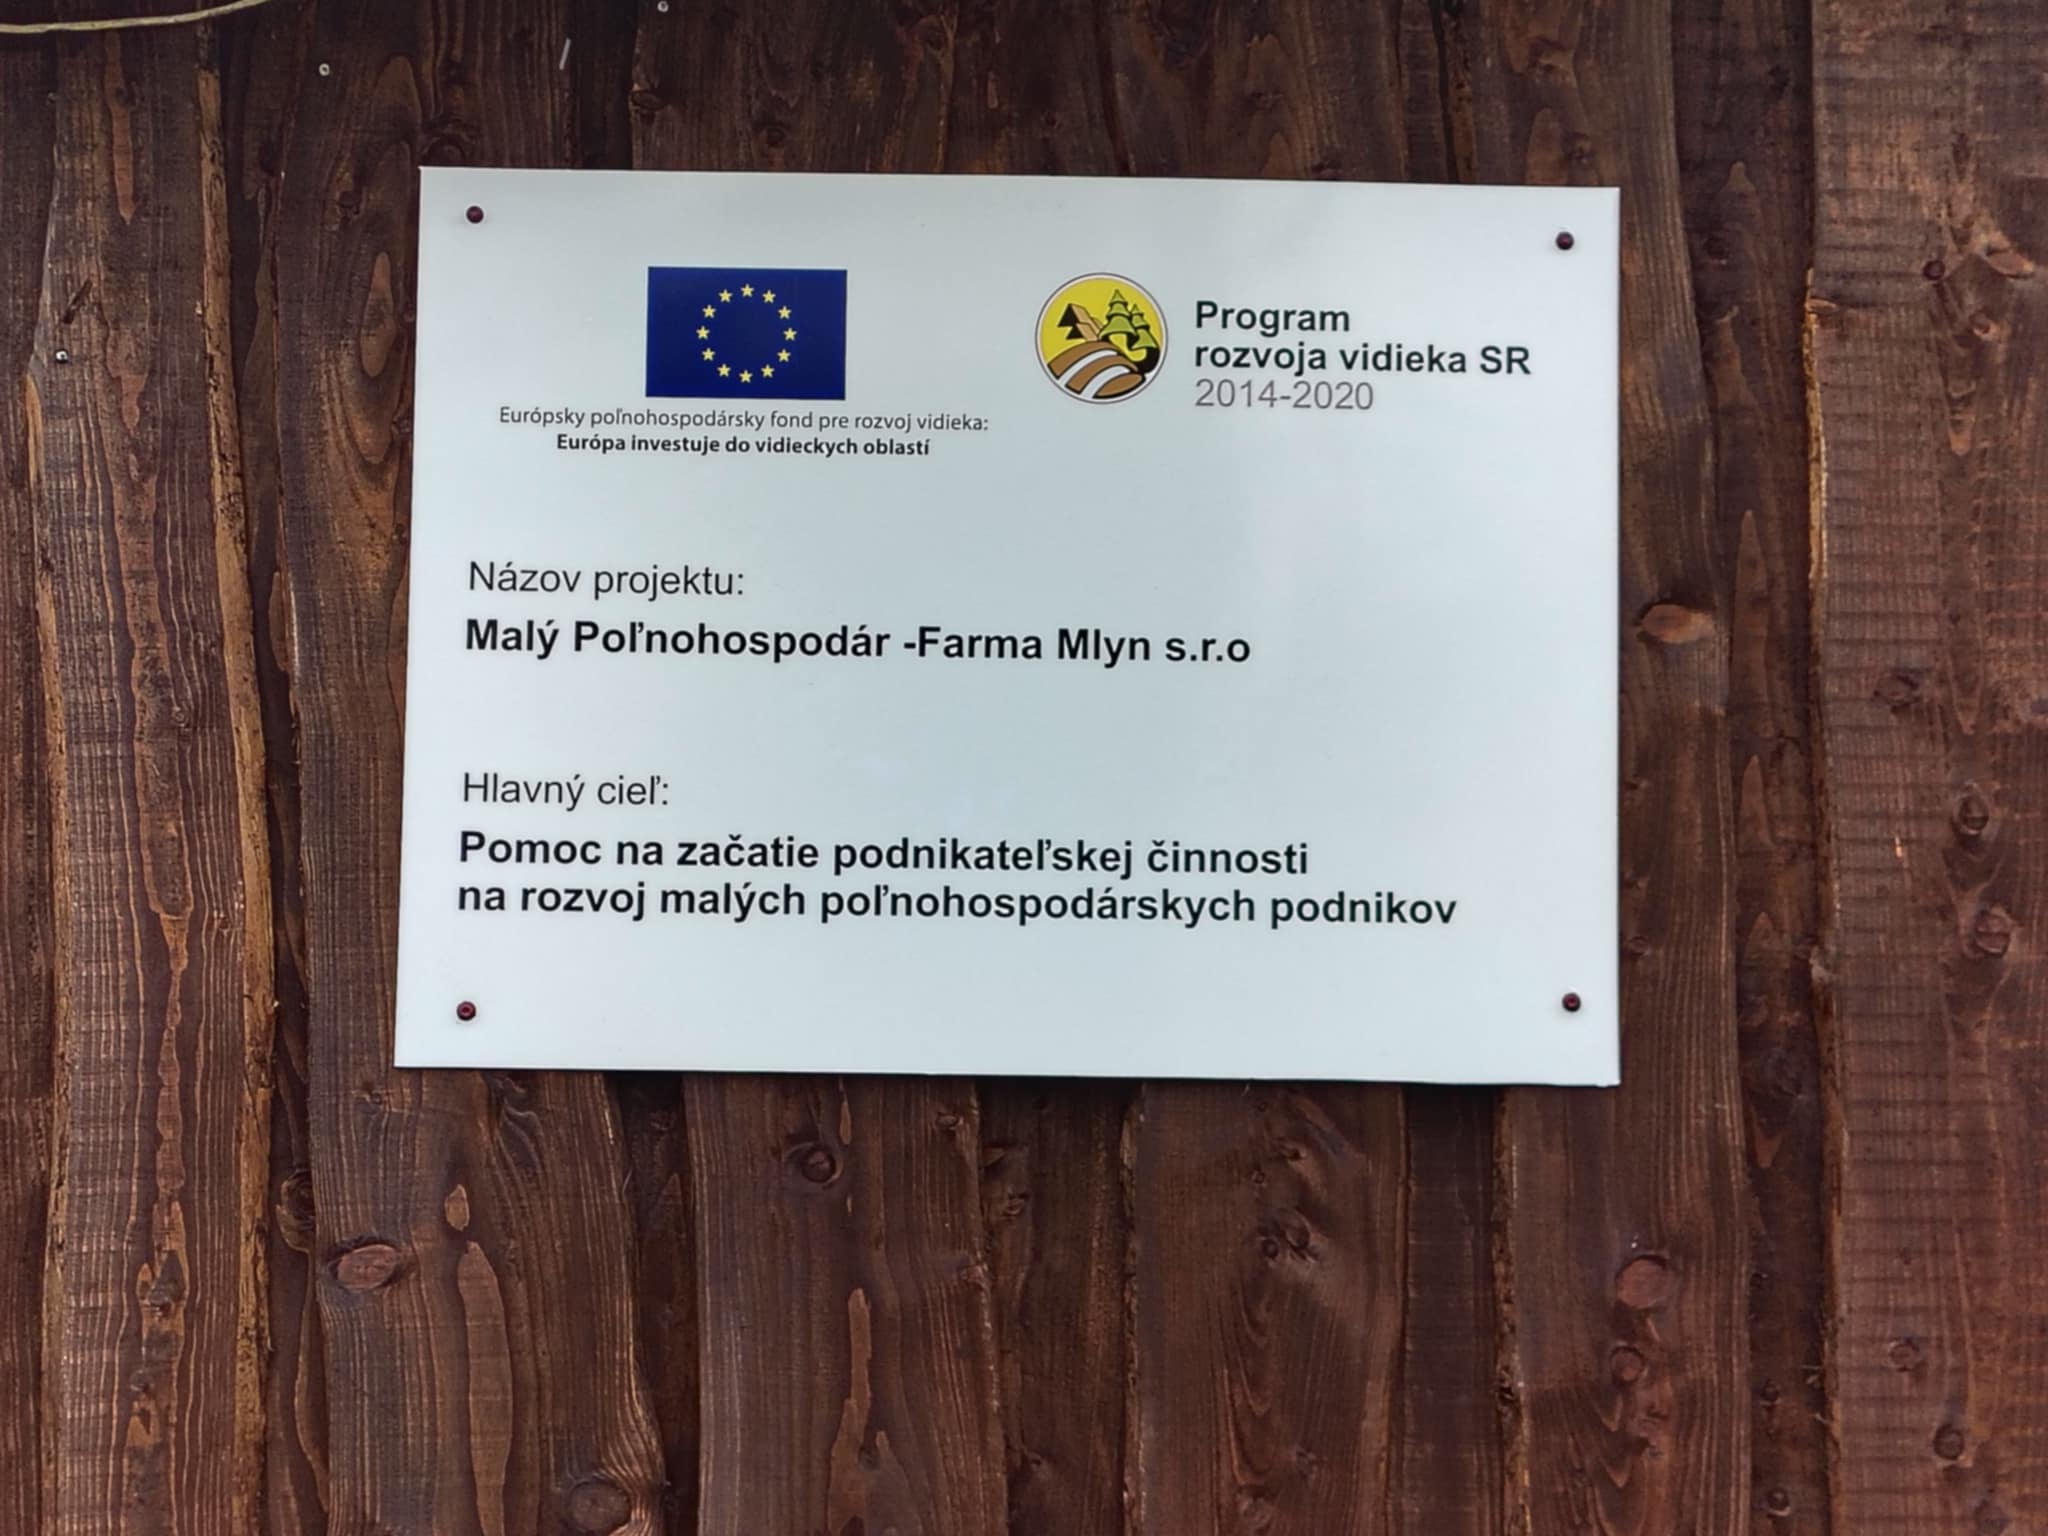 Európsky poľnohospodársky fond pre rozvoj vidieka:
Európa investuje do vidieckych oblastí
Program
rozvoja vidieka SR
2014-2020
Názov projektu:
Malý Poľnohospodár -Farma Mlyn s.r.o
Hlavný cieľ:
Pomoc na začatie podnikateľskej činnosti
na rozvoj malých poľnohospodárskych podnikov